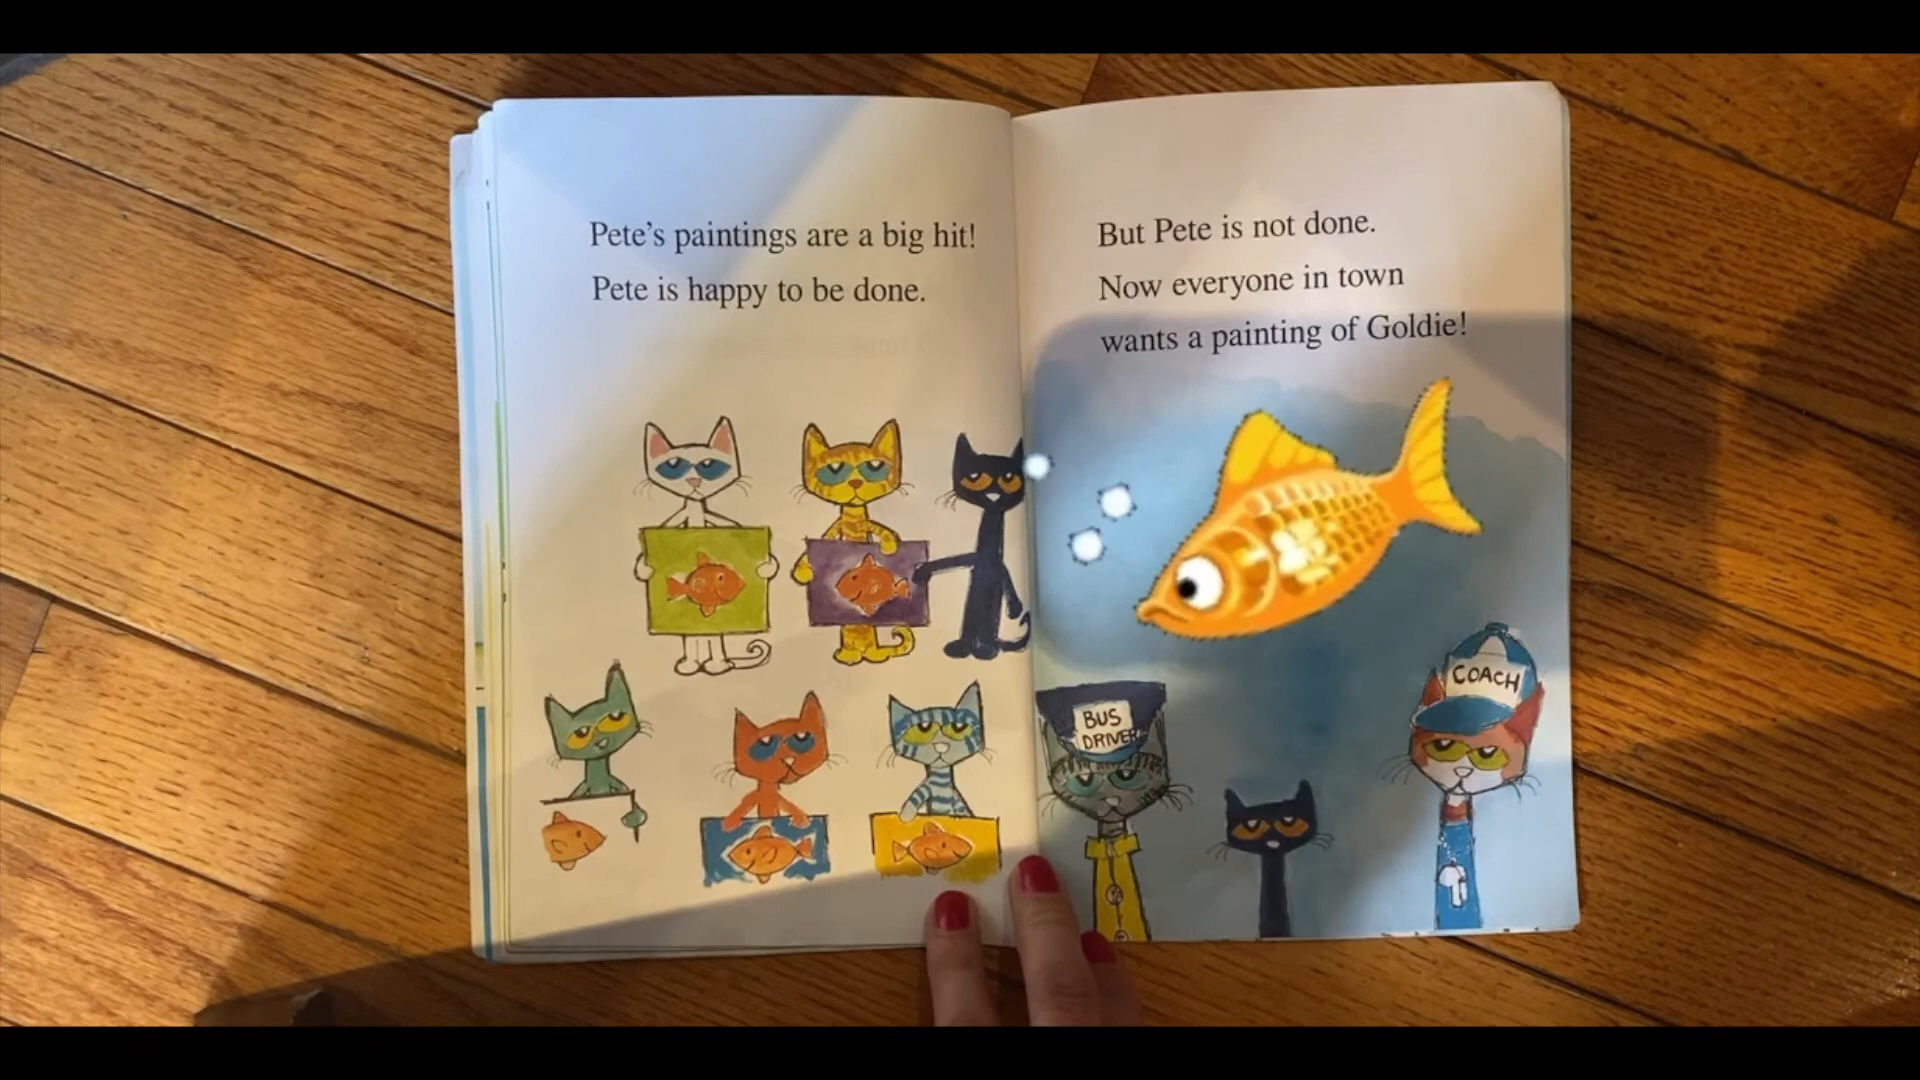 Pete's paintings are a big hit!
Pete is happy to be done.
But Pete is not done.
Now everyone in town
wants a painting of Goldie!
BUS
DRIVER
COACH